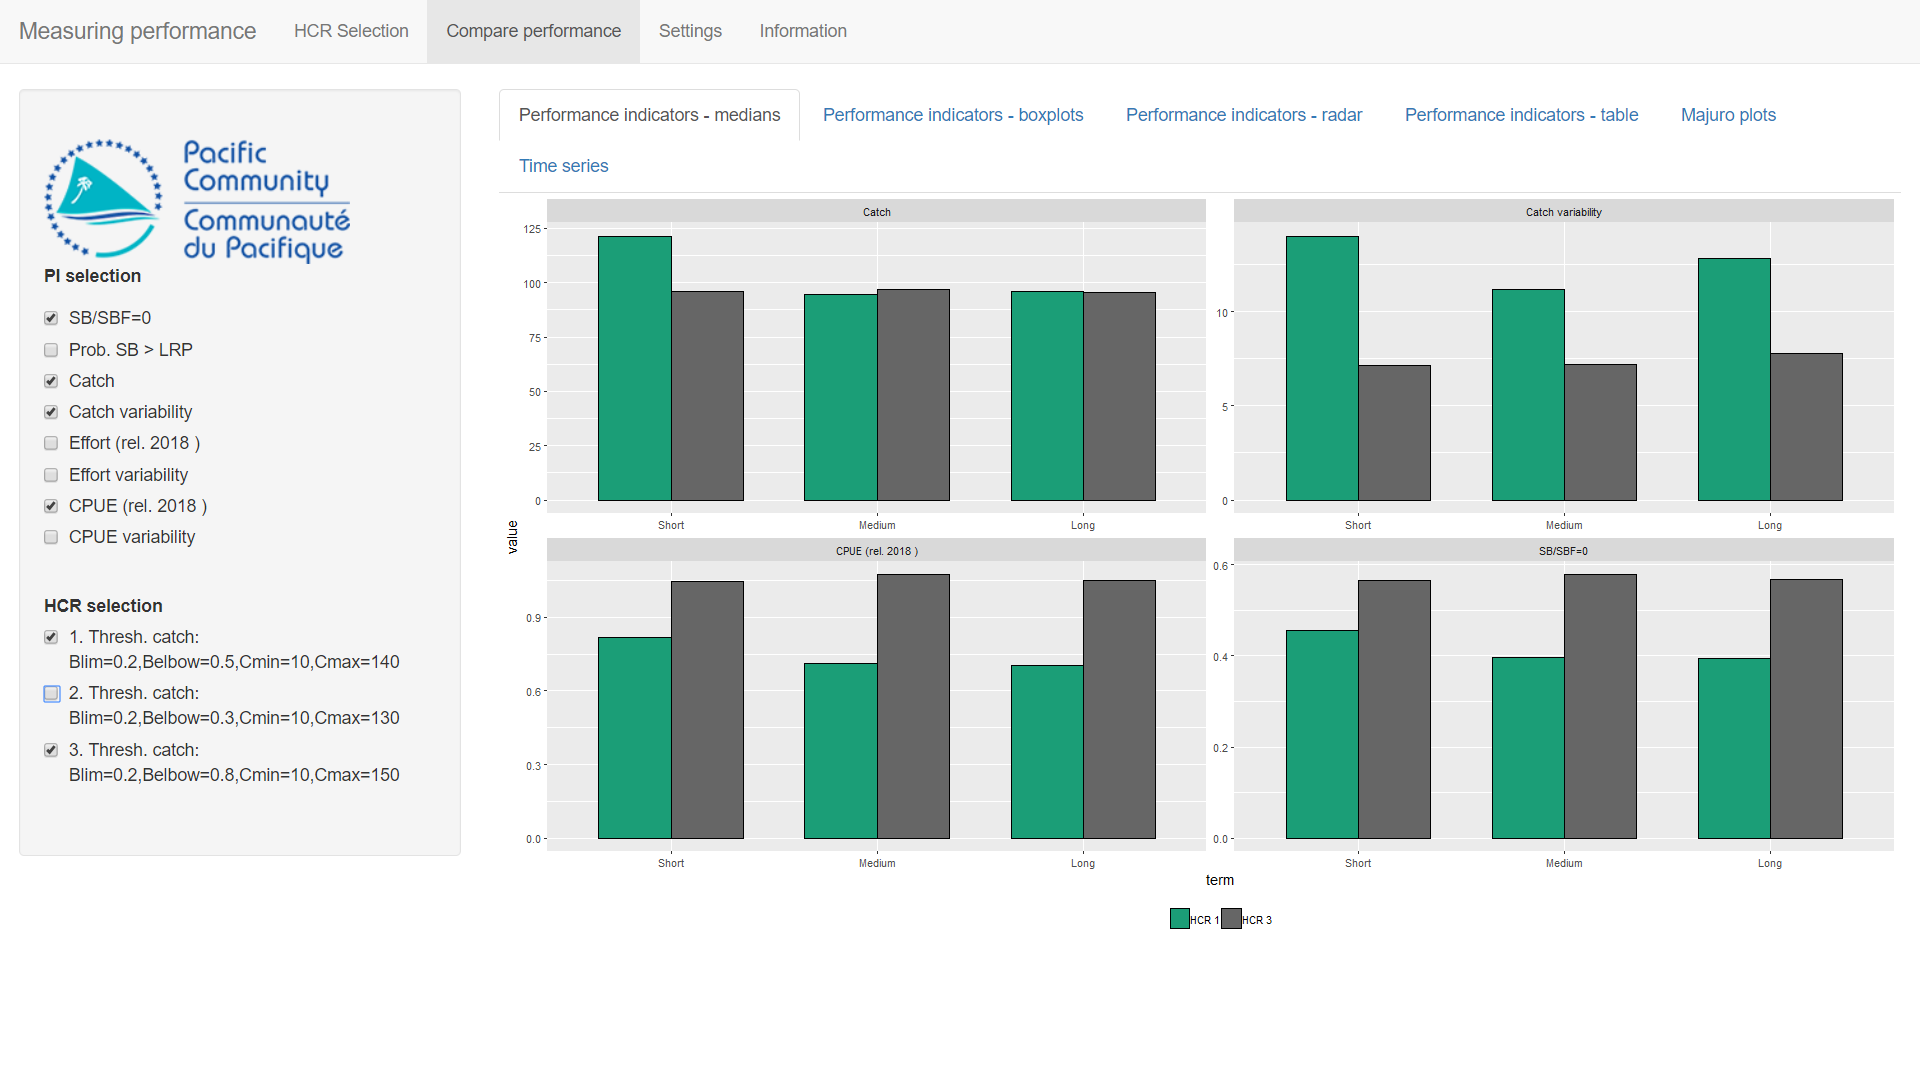 Measuring performance HCR Selection Compare performance Settings Information
Pacific
Community
Communauté
du Pacifique
PI selection
SB/SBF=0
Prob. SB > LRP
Catch
Catch variability
Effort (rel. 2018 )
Effort variability
CPUE (rel. 2018 )
CPUE variability
HCR selection
1. Thresh. catch:
Blim=0.2,Belbow=0.5,Cmin=10,Cmax=140
2. Thresh. catch:
Blim=0.2,Belbow=0.3,Cmin=10,Cmax=130
3. Thresh. catch:
Blim=0.2,Belbow=0.8,Cmin=10,Cmax=150
Performance indicators - medians Performance indicators - boxplots Performance indicators - radar Performance indicators - table Majuro plots
Time series
value
Catch
125
100
75
50
25
0
Short Medium Long
Catch variability
10
5
0
Short Medium Long
CPUE (rel. 2018 )
0.9
0.6
0.3
0.0
Short Medium Long
SB/SBF=0
0.6
0.4
0.2
0.0
Short Medium Long
term
HCR 1 HCR 3